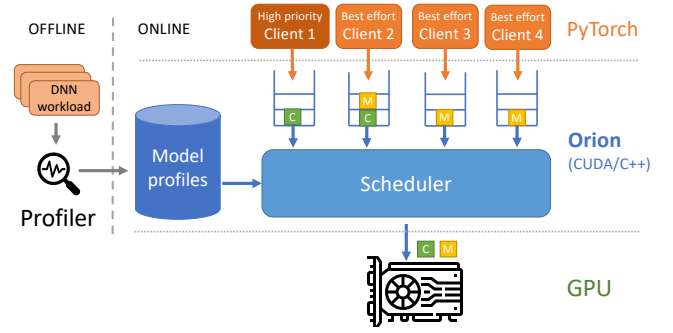 OFFLINE
ONLINE
High priority
Client 1
Best effort
Client 2
Best effort
Client 3
Best effort
Client 4
PyTorch
DNN
workload
C
M
C
M
M
Model
profiles
Scheduler
Orion
(CUDA/C++)
Profiler
C
M
GPU